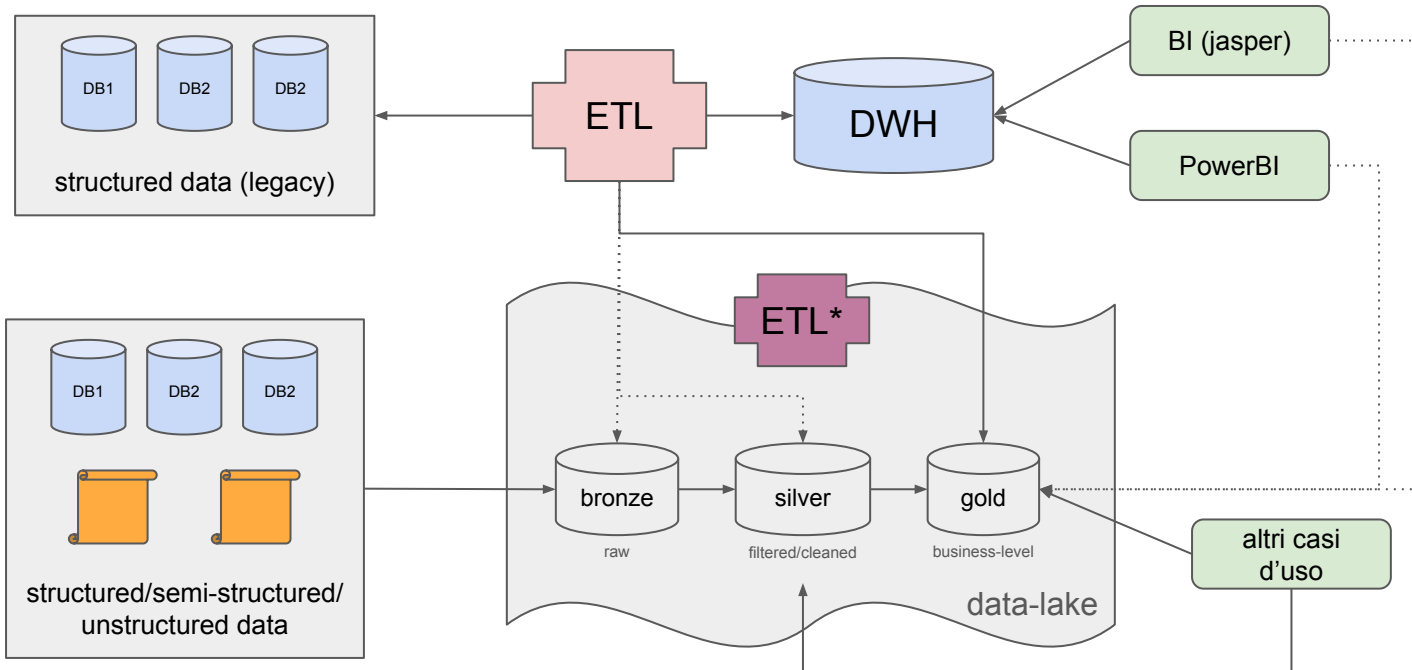 DB1
DB2
DB2
structured data (legacy)
ETL
DWH
BI (jasper)
PowerBI
ETL*
DB1
DB2
DB2
structured/semi-structured/
unstructured data
bronze
raw
silver
filtered/cleaned
gold
business-level
data-lake
altri casi
d’uso